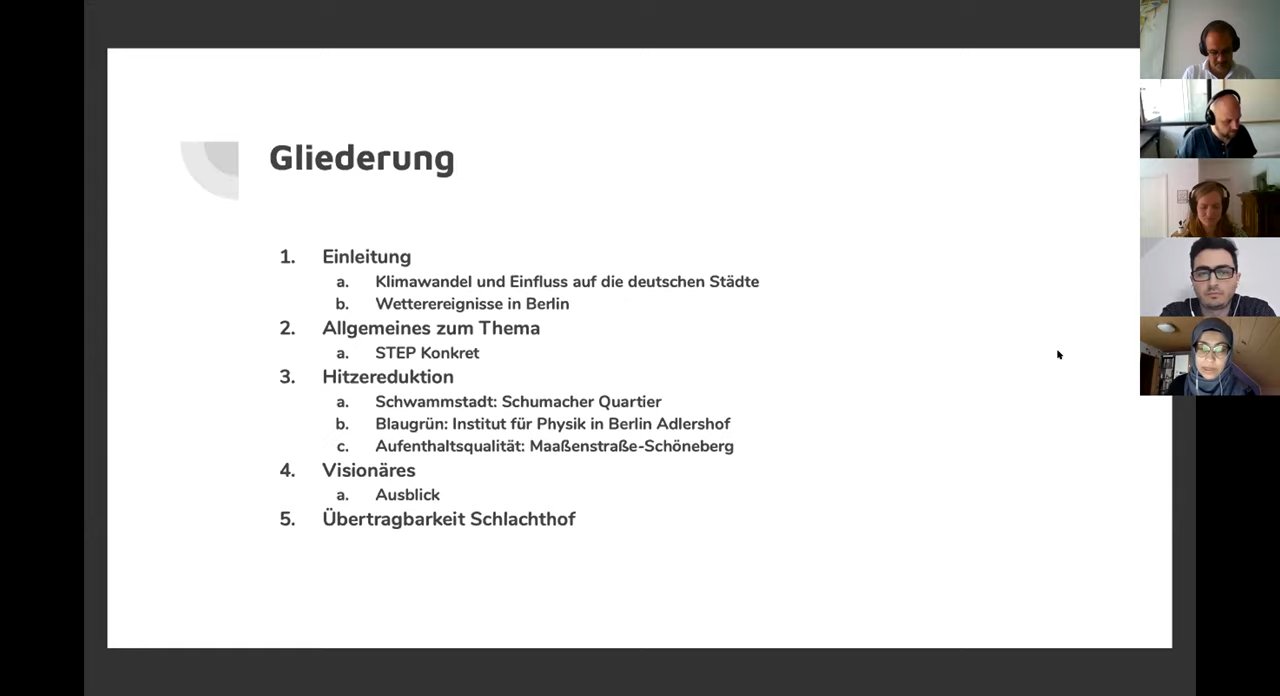 Gliederung
1. Einleitung
a. Klimawandel und Einfluss auf die deutschen Städte
b. Wetterereignisse in Berlin
2. Allgemeines zum Thema
a. STEP Konkret
3. Hitzereduktion
a. Schwammstadt: Schumacher Quartier
b. Blaugrün: Institut für Physik in Berlin Adlershof
c. Aufenthaltsqualität: Maaßenstraße-Schöneberg
4. Visionäres
a. Ausblick
5. Übertragbarkeit Schlachthof